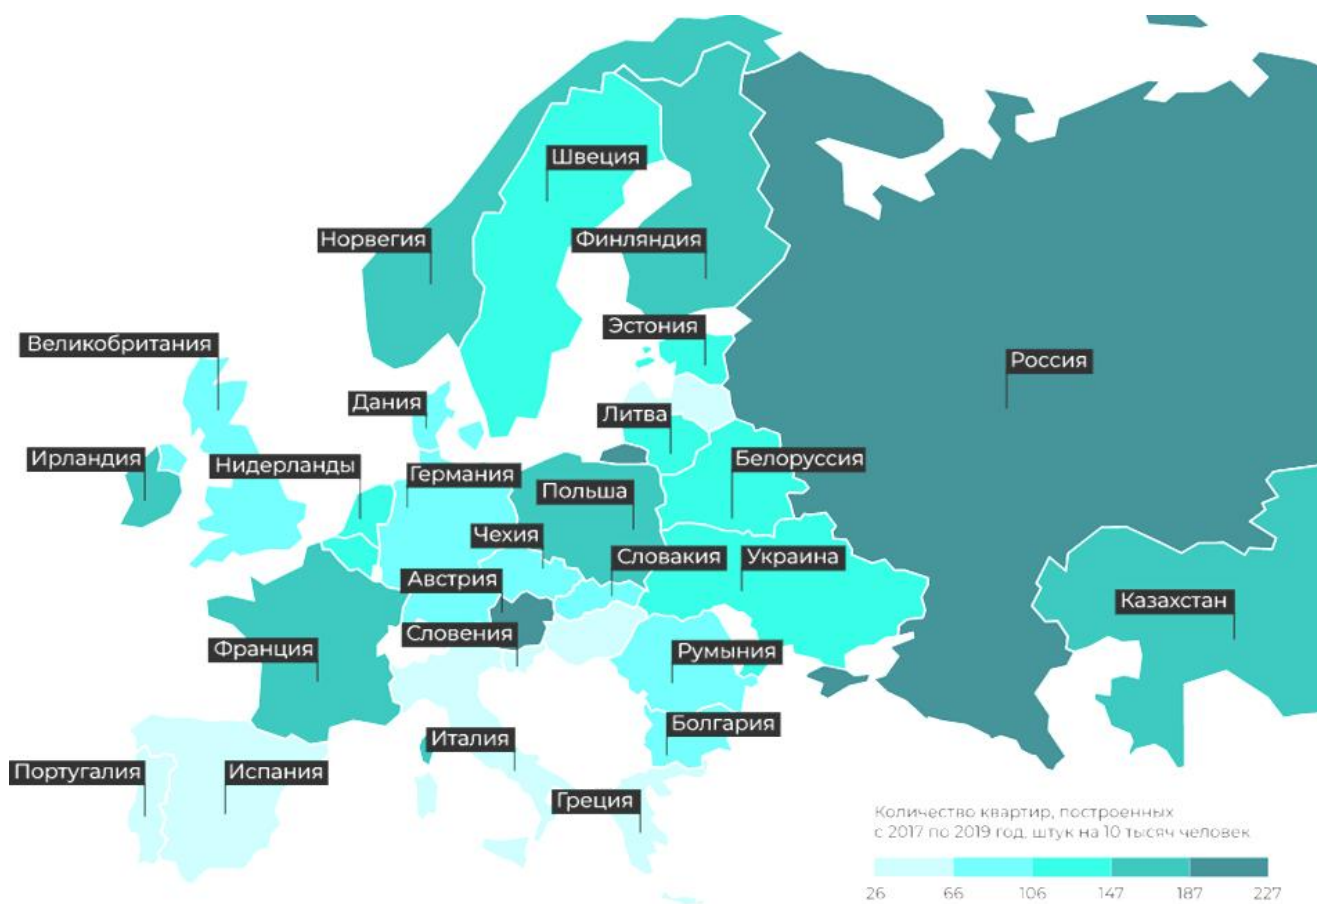 Швеция
Норвегия
Финляндия
Эстония
Великобритания
Россия
Дания
Литва
Ирландия
Нидерланды
Германия
Белоруссия
Польша
Чехия
Словакия
Украина
Австрия
Казахстан
Словения
Франция
Румыния
Болгария
Италия
Португалия
Испания
Греция
Количество квартир, построенных
с 2017 по 2019 год, штук на 10 тысяч человек
26 66 106 147 187 227